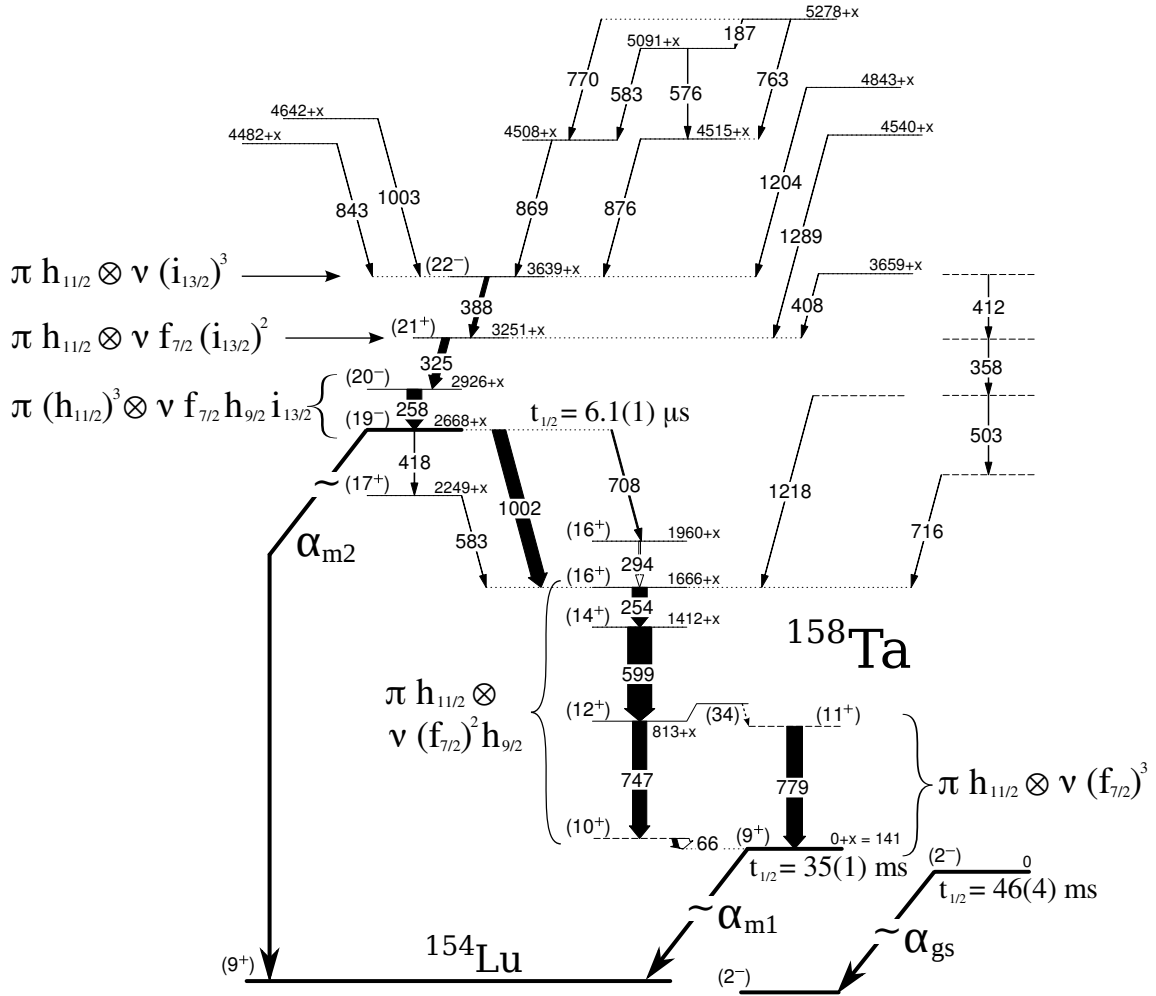 5278+x
187
5091+x
770
583
576
763
4843+x
4642+x
4482+x
4508+x
4515+x
4540+x
843
1003
869
876
1204
1289
π h11/2 ⊗ ν (i13/2)³
(22⁻)
3639+x
3659+x
388
408
412
π h11/2 ⊗ ν f7/2 (i13/2)²
(21⁺)
3251+x
325
358
(20⁻)
2926+x
π (h11/2)³ ⊗ ν f7/2 h9/2 i13/2
258
(19⁻)
2668+x
t1/2 = 6.1(1) μs
418
503
~
(17⁺)
2249+x
708
1218
1002
αm2
583
(16⁺)
1960+x
716
294
(16⁺)
1666+x
254
(14⁺)
1412+x
¹⁵⁸Ta
599
π h11/2 ⊗
ν (f7/2)² h9/2
(12⁺)
813+x
(34)
(11⁺)
747
779
π h11/2 ⊗ ν (f7/2)³
(10⁺)
66
(9⁺)
0+x = 141
t1/2 = 35(1) ms
(2⁻)
0
t1/2 = 46(4) ms
~αm1
~αgs
¹⁵⁴Lu
(9⁺)
(2⁻)